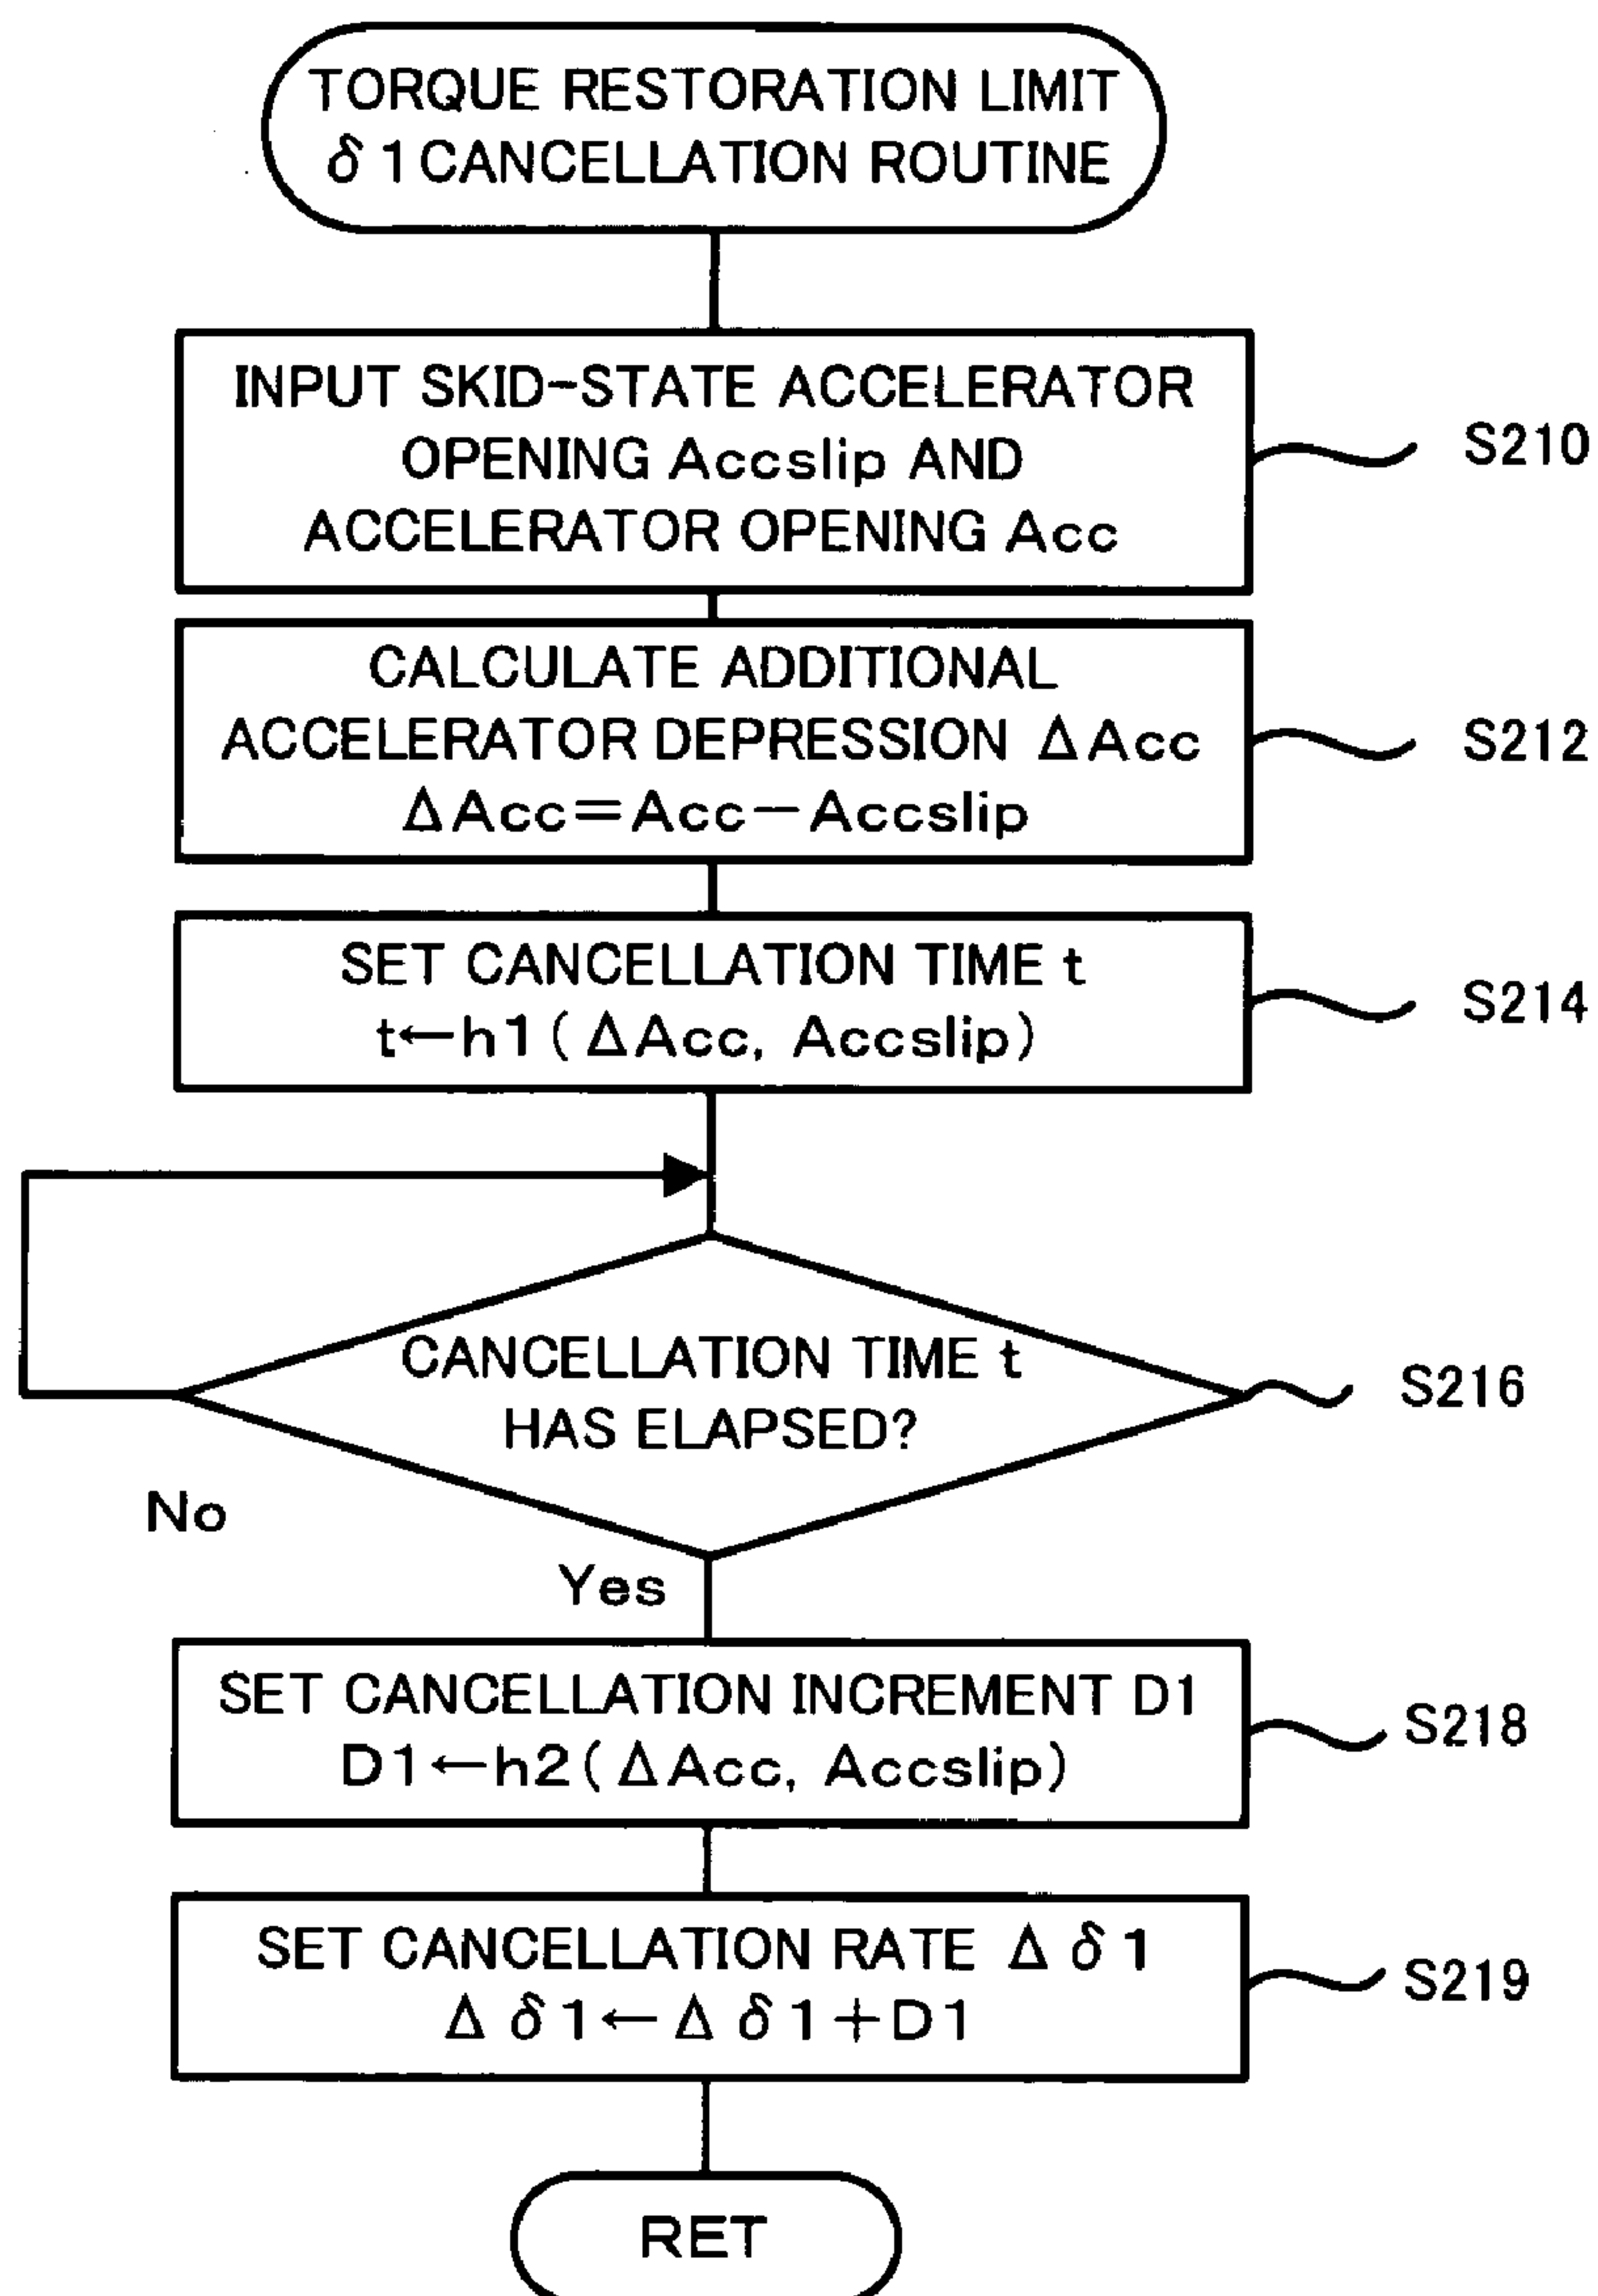 TORQUE RESTORATION LIMIT
δ1 CANCELLATION ROUTINE
INPUT SKID-STATE ACCELERATOR
OPENING Accslip AND
ACCELERATOR OPENING Acc
S210
CALCULATE ADDITIONAL
ACCELERATOR DEPRESSION ΔAcc
ΔAcc=Acc−Accslip
S212
SET CANCELLATION TIME t
t←h1(ΔAcc, Accslip)
S214
CANCELLATION TIME t
HAS ELAPSED?
S216
No
Yes
SET CANCELLATION INCREMENT D1
D1←h2(ΔAcc, Accslip)
S218
SET CANCELLATION RATE Δδ1
Δδ1←Δδ1+D1
S219
RET